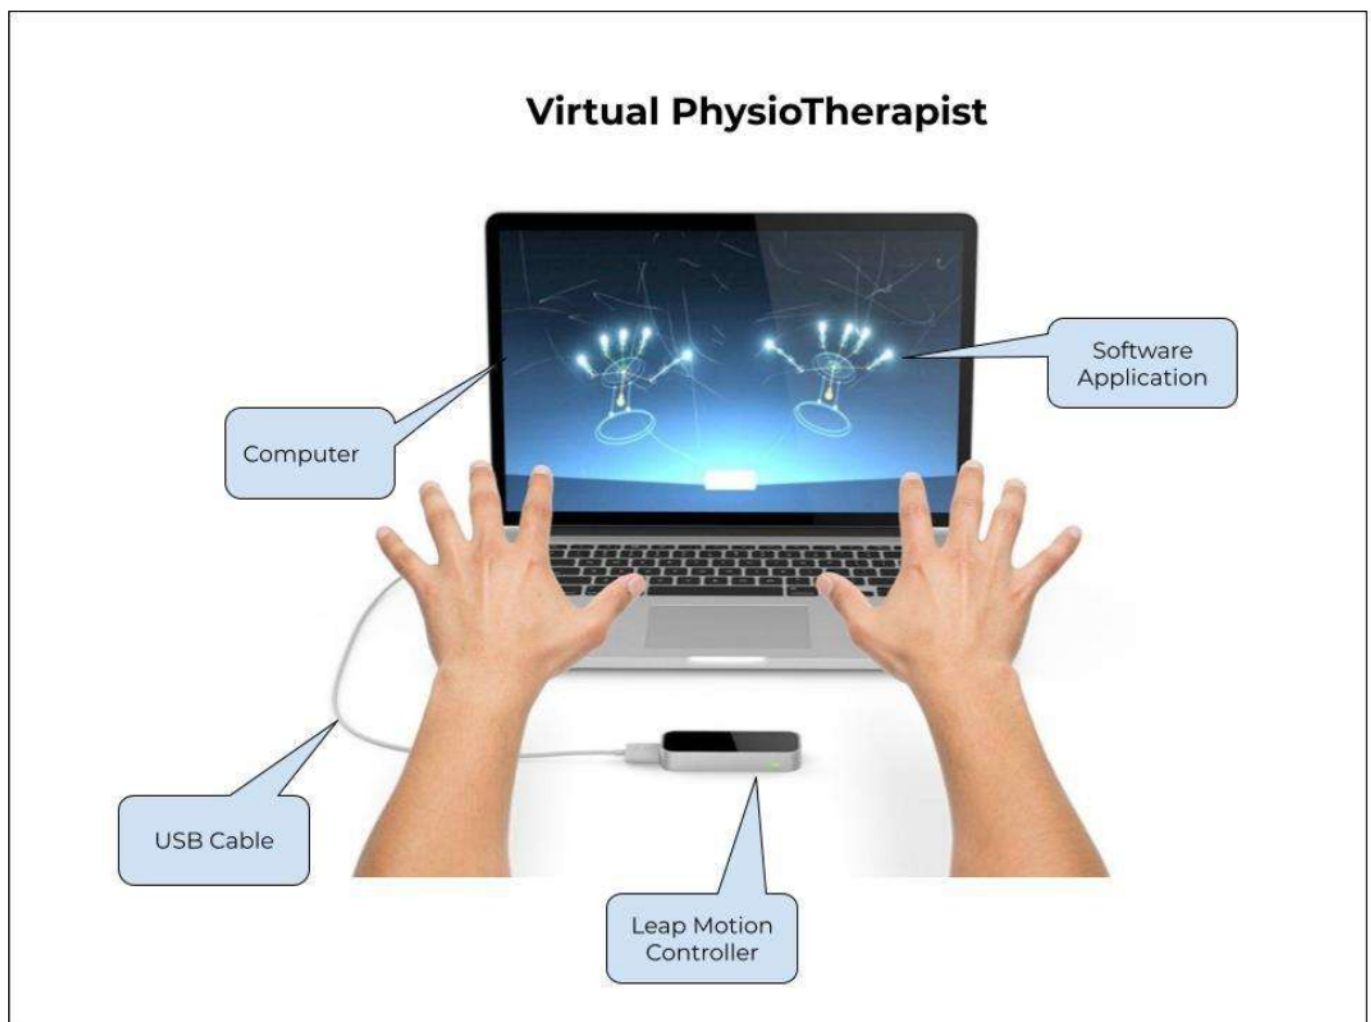 Virtual PhysioTherapist
Software
Application
Computer
USB Cable
Leap Motion
Controller